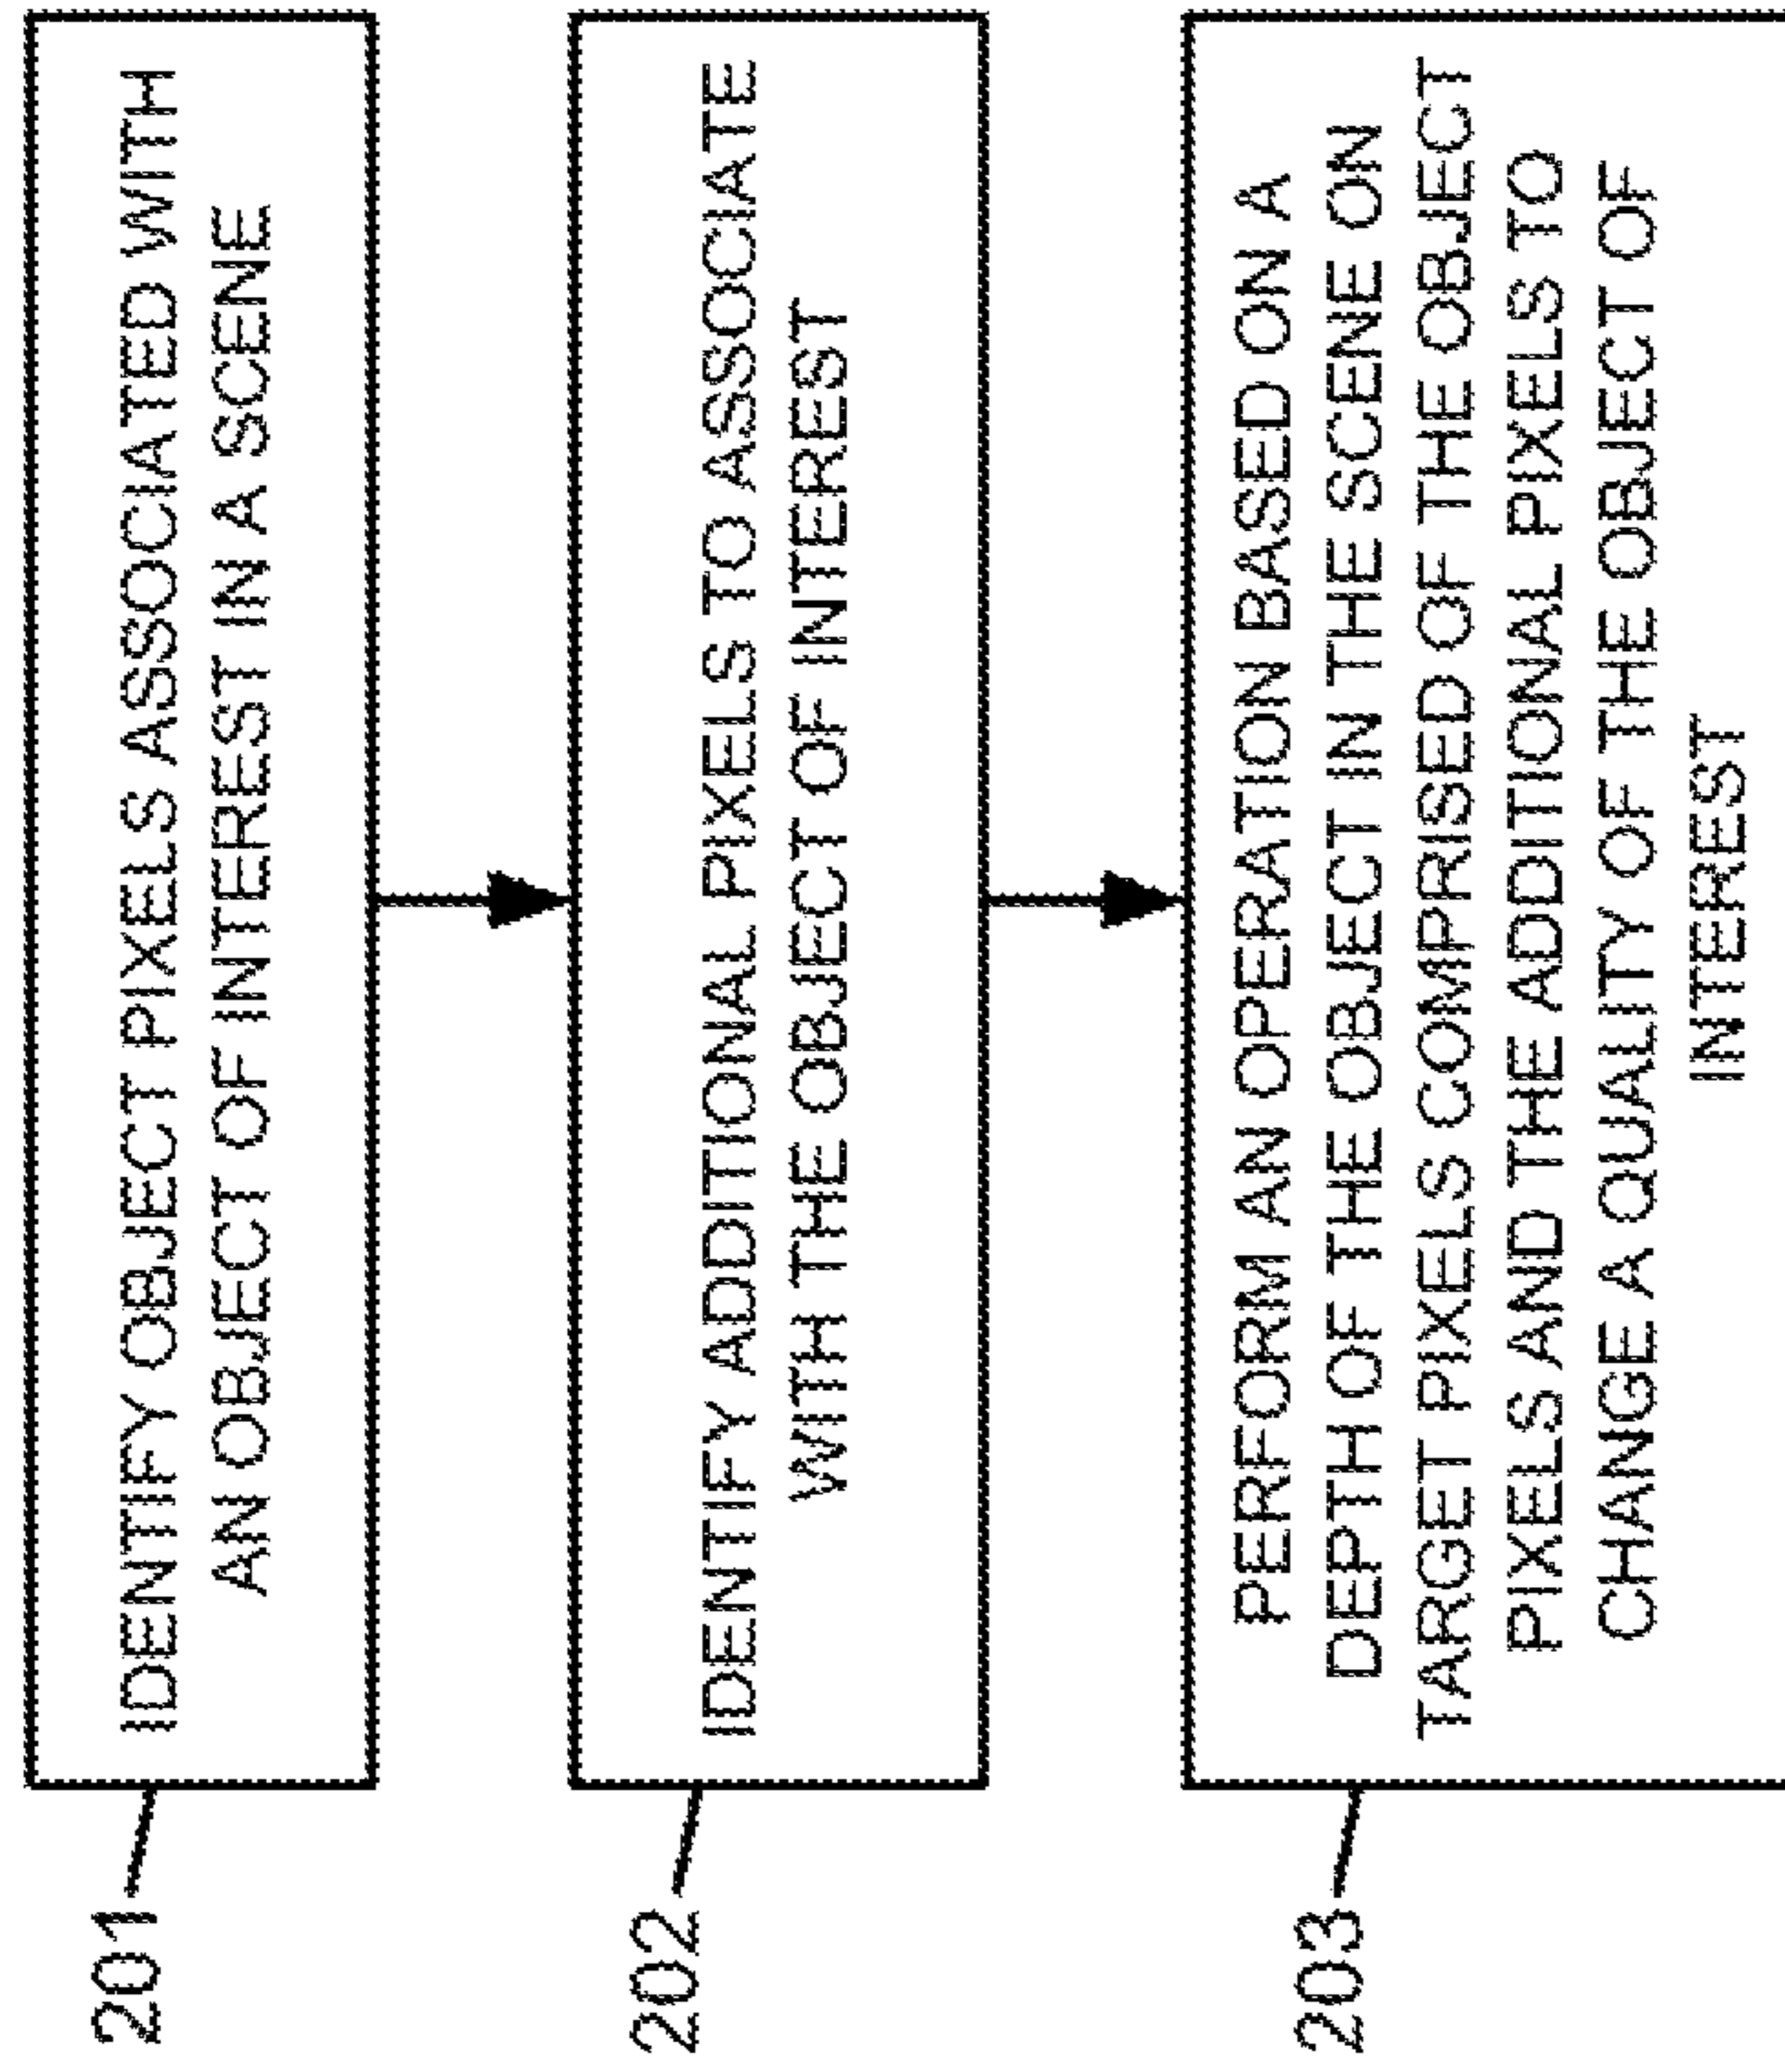 201
IDENTIFY OBJECT PIXELS ASSOCIATED WITH
AN OBJECT OF INTEREST IN A SCENE
202
IDENTIFY ADDITIONAL PIXELS TO ASSOCIATE
WITH THE OBJECT OF INTEREST
203
PERFORM AN OPERATION BASED ON A
DEPTH OF THE OBJECT IN THE SCENE ON
TARGET PIXELS COMPRISED OF THE OBJECT
PIXELS AND THE ADDITIONAL PIXELS TO
CHANGE A QUALITY OF THE OBJECT OF
INTEREST